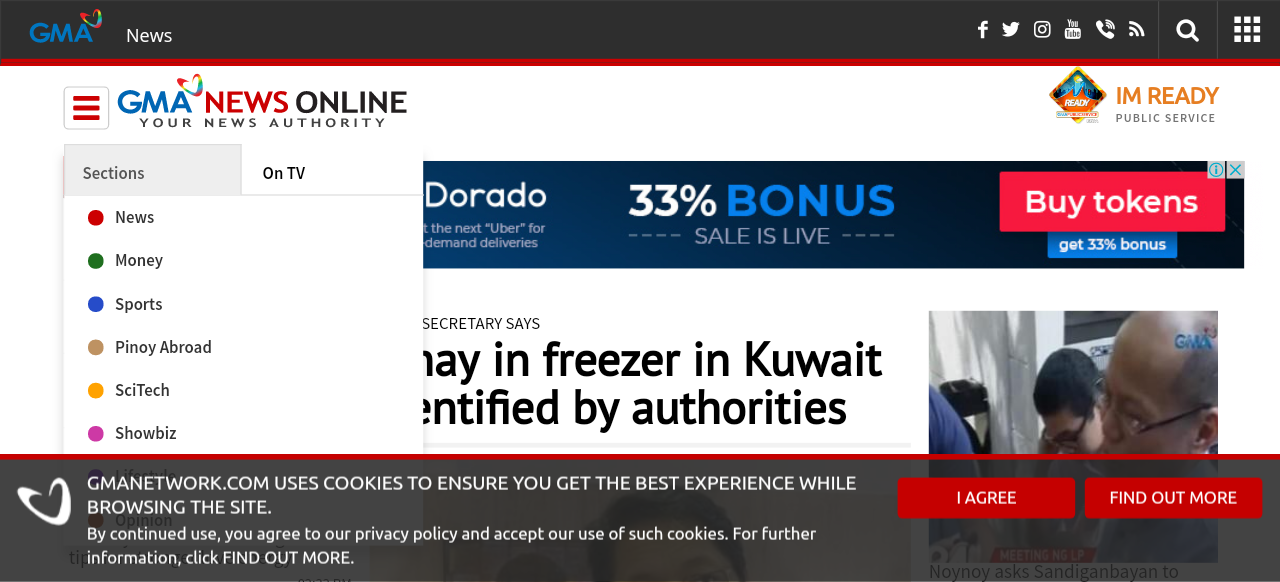 GMA News
GMA NEWS ONLINE
YOUR NEWS AUTHORITY
READY
IM READY
PUBLIC SERVICE
Sections
On TV
News
Money
Sports
Pinoy Abroad
SciTech
Showbiz
Lifestyle
Opinion
Dorado
t the next "Uber" for
-demand deliveries
33% BONUS
---- SALE IS LIVE ----
Buy tokens
get 33% bonus
SECRETARY SAYS
nay in freezer in Kuwait
entified by authorities
GMA
MEETING NG LP
Noynoy asks Sandiganbayan to
GMANETWORK.COM USES COOKIES TO ENSURE YOU GET THE BEST EXPERIENCE WHILE
BROWSING THE SITE.
By continued use, you agree to our privacy policy and accept our use of such cookies. For further
information, click FIND OUT MORE.
I AGREE
FIND OUT MORE